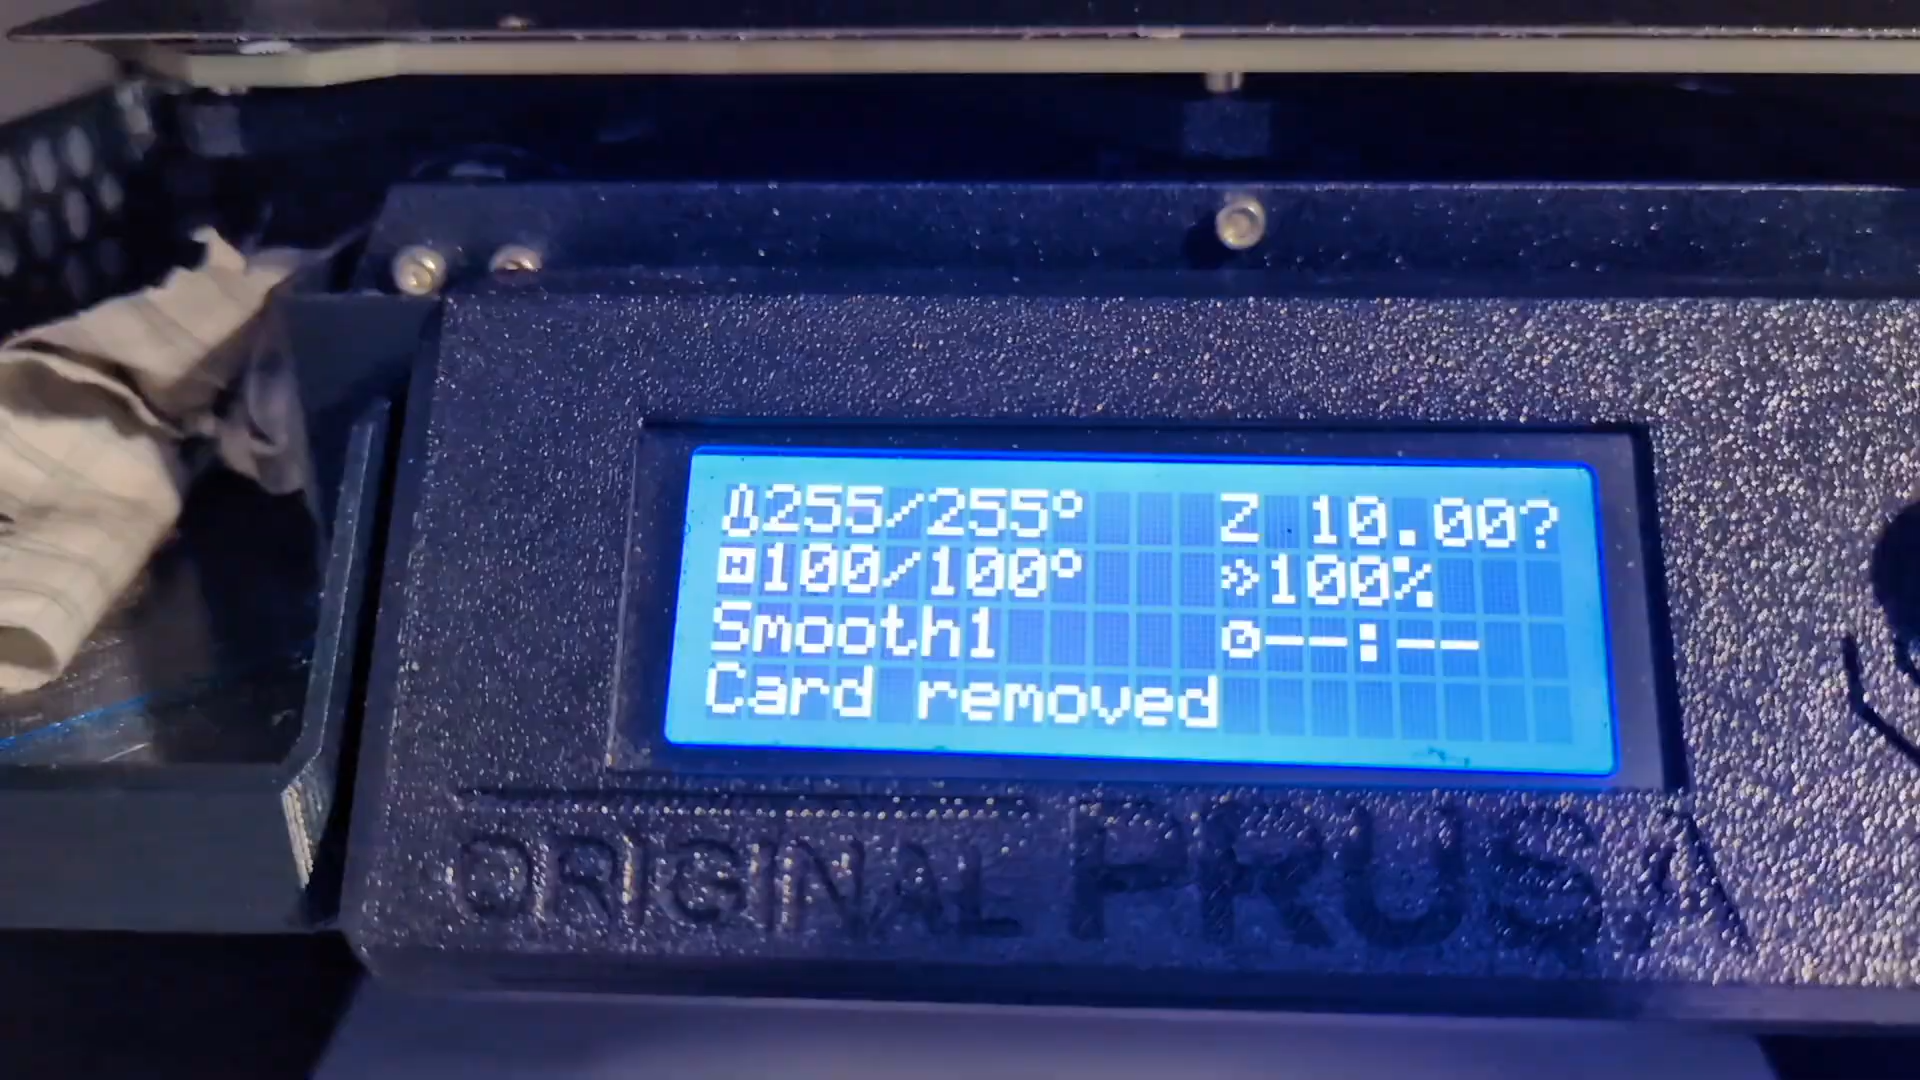 255/255° Z 10.00?
100/100° »100%
Smooth1 --:--
Card removed
ORIGINAL PRUSA